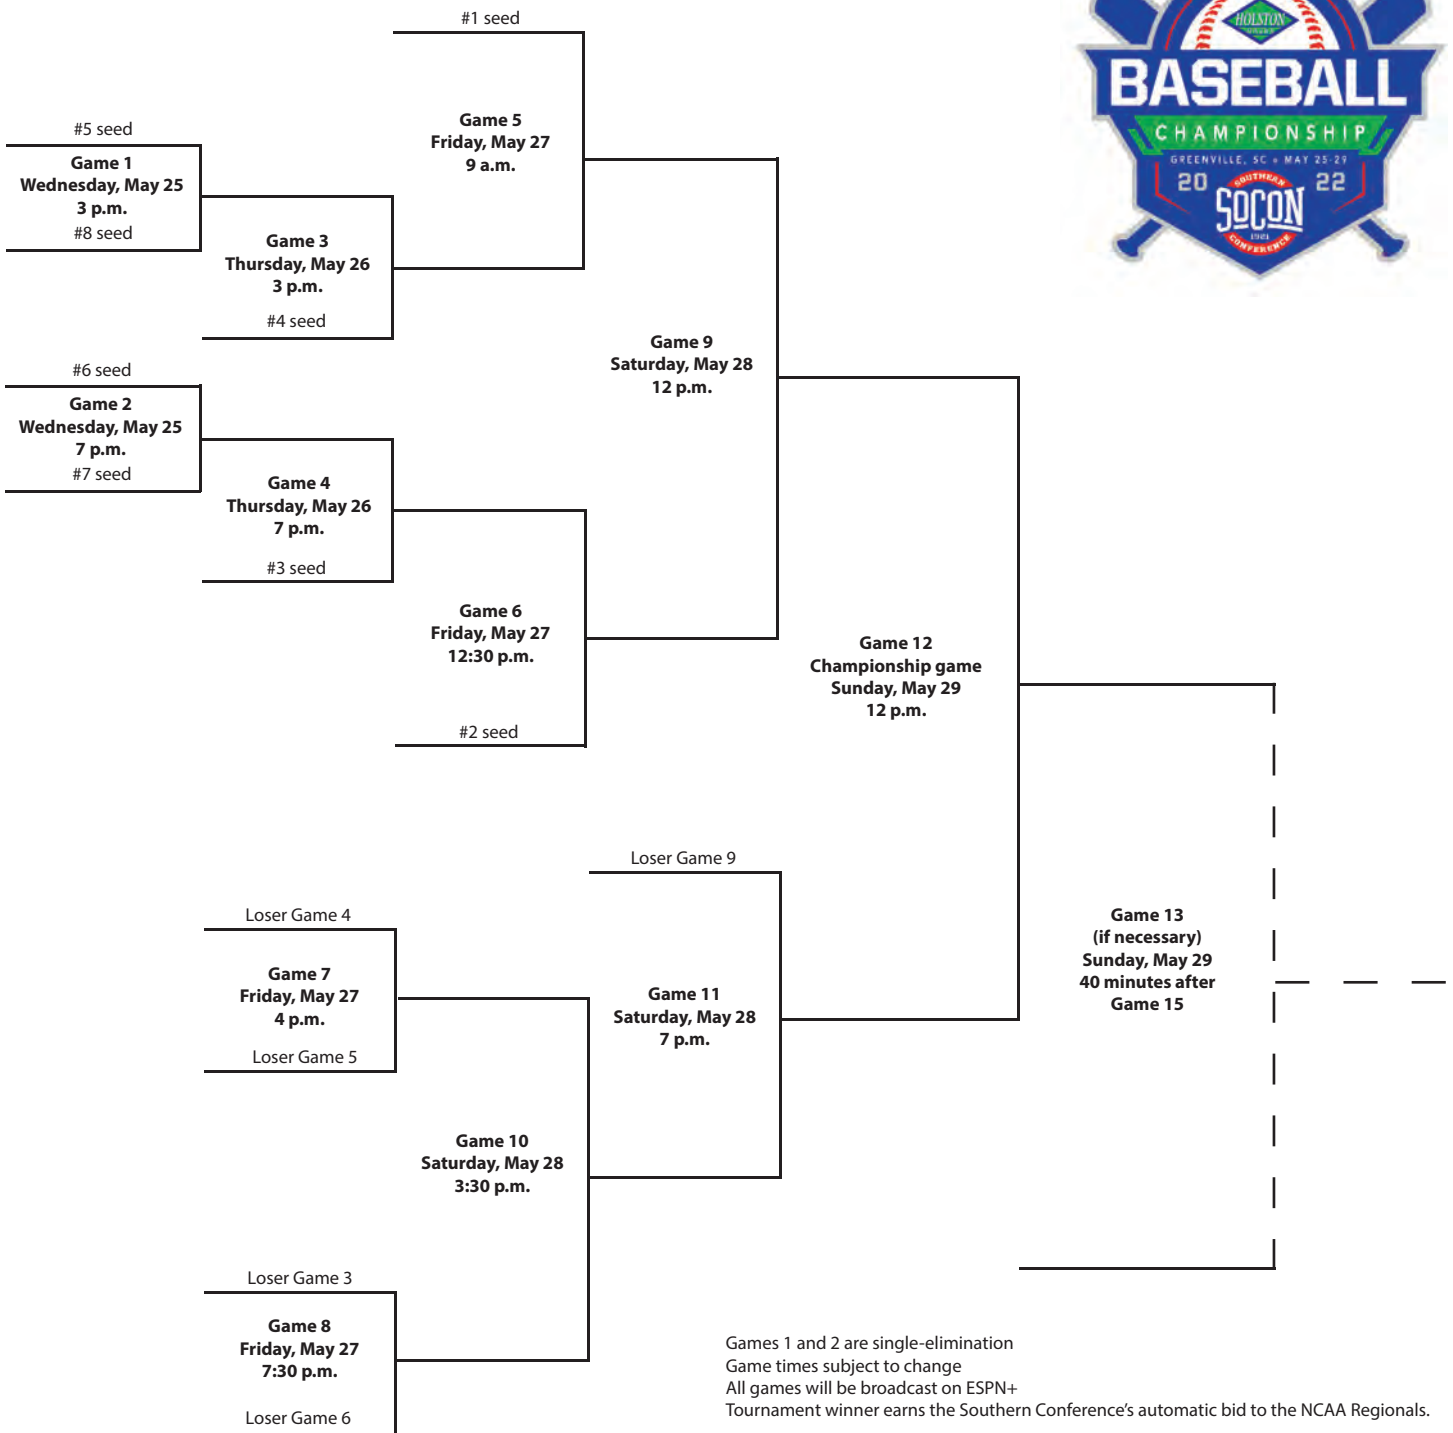 #1 seed
HOLSTON
BASEBALL
CHAMPIONSHIP
GREENVILLE, SC • MAY 25-29
20 22
SOUTHERN
SOCON
1921
CONFERENCE
Game 5
Friday, May 27
9 a.m.
#5 seed
Game 1
Wednesday, May 25
3 p.m.
#8 seed
Game 3
Thursday, May 26
3 p.m.
#4 seed
#6 seed
Game 2
Wednesday, May 25
7 p.m.
#7 seed
Game 9
Saturday, May 28
12 p.m.
Game 4
Thursday, May 26
7 p.m.
#3 seed
Game 6
Friday, May 27
12:30 p.m.
#2 seed
Game 12
Championship game
Sunday, May 29
12 p.m.
Loser Game 9
Loser Game 4
Game 7
Friday, May 27
4 p.m.
Loser Game 5
Game 11
Saturday, May 28
7 p.m.
Game 13
(if necessary)
Sunday, May 29
40 minutes after
Game 15
Game 10
Saturday, May 28
3:30 p.m.
Loser Game 3
Game 8
Friday, May 27
7:30 p.m.
Loser Game 6
Games 1 and 2 are single-elimination
Game times subject to change
All games will be broadcast on ESPN+
Tournament winner earns the Southern Conference's automatic bid to the NCAA Regionals.